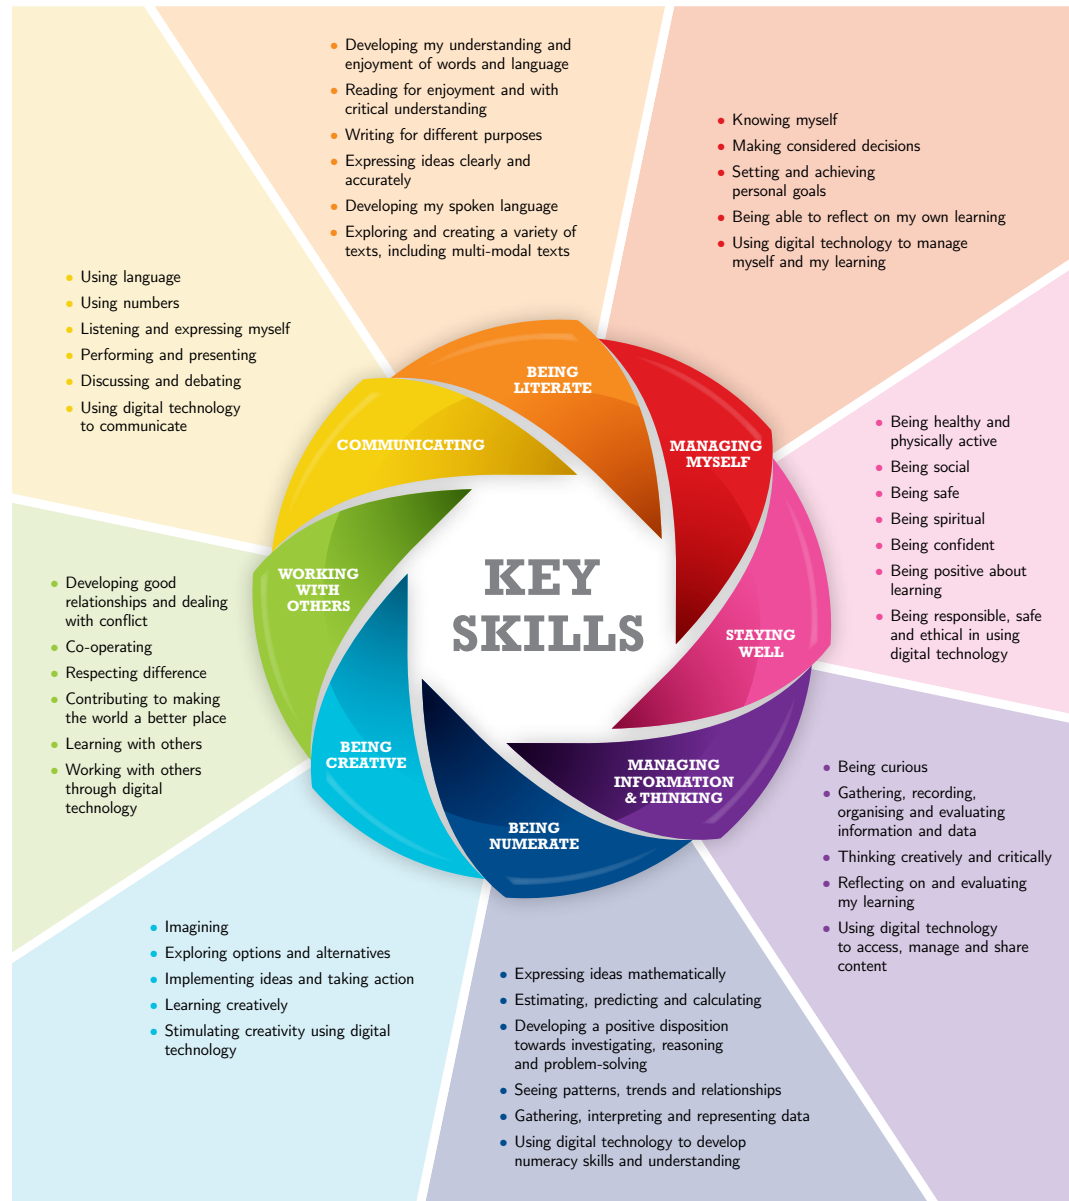 • Developing my understanding and
enjoyment of words and language
• Reading for enjoyment and with
critical understanding
• Writing for different purposes
• Expressing ideas clearly and
accurately
• Developing my spoken language
• Exploring and creating a variety of
texts, including multi-modal texts
• Knowing myself
• Making considered decisions
• Setting and achieving
personal goals
• Being able to reflect on my own learning
• Using digital technology to manage
myself and my learning
• Using language
• Using numbers
• Listening and expressing myself
• Performing and presenting
• Discussing and debating
• Using digital technology
to communicate
BEING
LITERATE
MANAGING
MYSELF
COMMUNICATING
• Being healthy and
physically active
• Being social
• Being safe
• Being spiritual
• Being confident
• Being positive about
learning
• Being responsible, safe
and ethical in using
digital technology
KEY
SKILLS
WORKING
WITH
OTHERS
STAYING
WELL
• Developing good
relationships and dealing
with conflict
• Co-operating
• Respecting difference
• Contributing to making
the world a better place
• Learning with others
• Working with others
through digital
technology
BEING
CREATIVE
MANAGING
INFORMATION
& THINKING
BEING
NUMERATE
• Being curious
• Gathering, recording,
organising and evaluating
information and data
• Thinking creatively and critically
• Reflecting on and evaluating
my learning
• Using digital technology
to access, manage and share
content
• Imagining
• Exploring options and alternatives
• Implementing ideas and taking action
• Learning creatively
• Stimulating creativity using digital
technology
• Expressing ideas mathematically
• Estimating, predicting and calculating
• Developing a positive disposition
towards investigating, reasoning
and problem-solving
• Seeing patterns, trends and relationships
• Gathering, interpreting and representing data
• Using digital technology to develop
numeracy skills and understanding